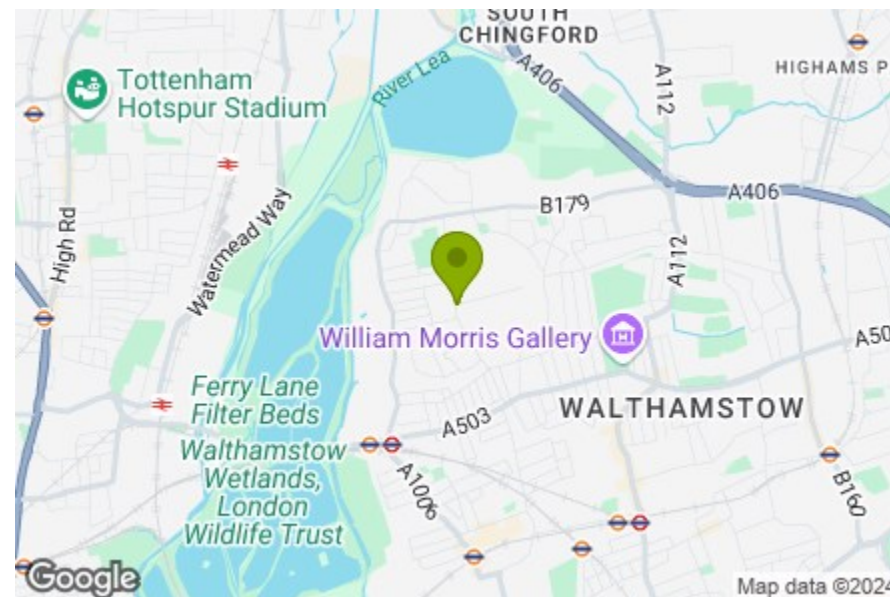 SOUTH
CHINGFORD
Tottenham
Hotspur Stadium
River Lea
A406
A112
HIGHAMS P
High Rd
Watermead Way
B179
A406
A112
William Morris Gallery
A50
Ferry Lane
Filter Beds
WALTHAMSTOW
A503
Walthamstow
Wetlands,
London
Wildlife Trust
A1006
B160
Google
Map data ©2024